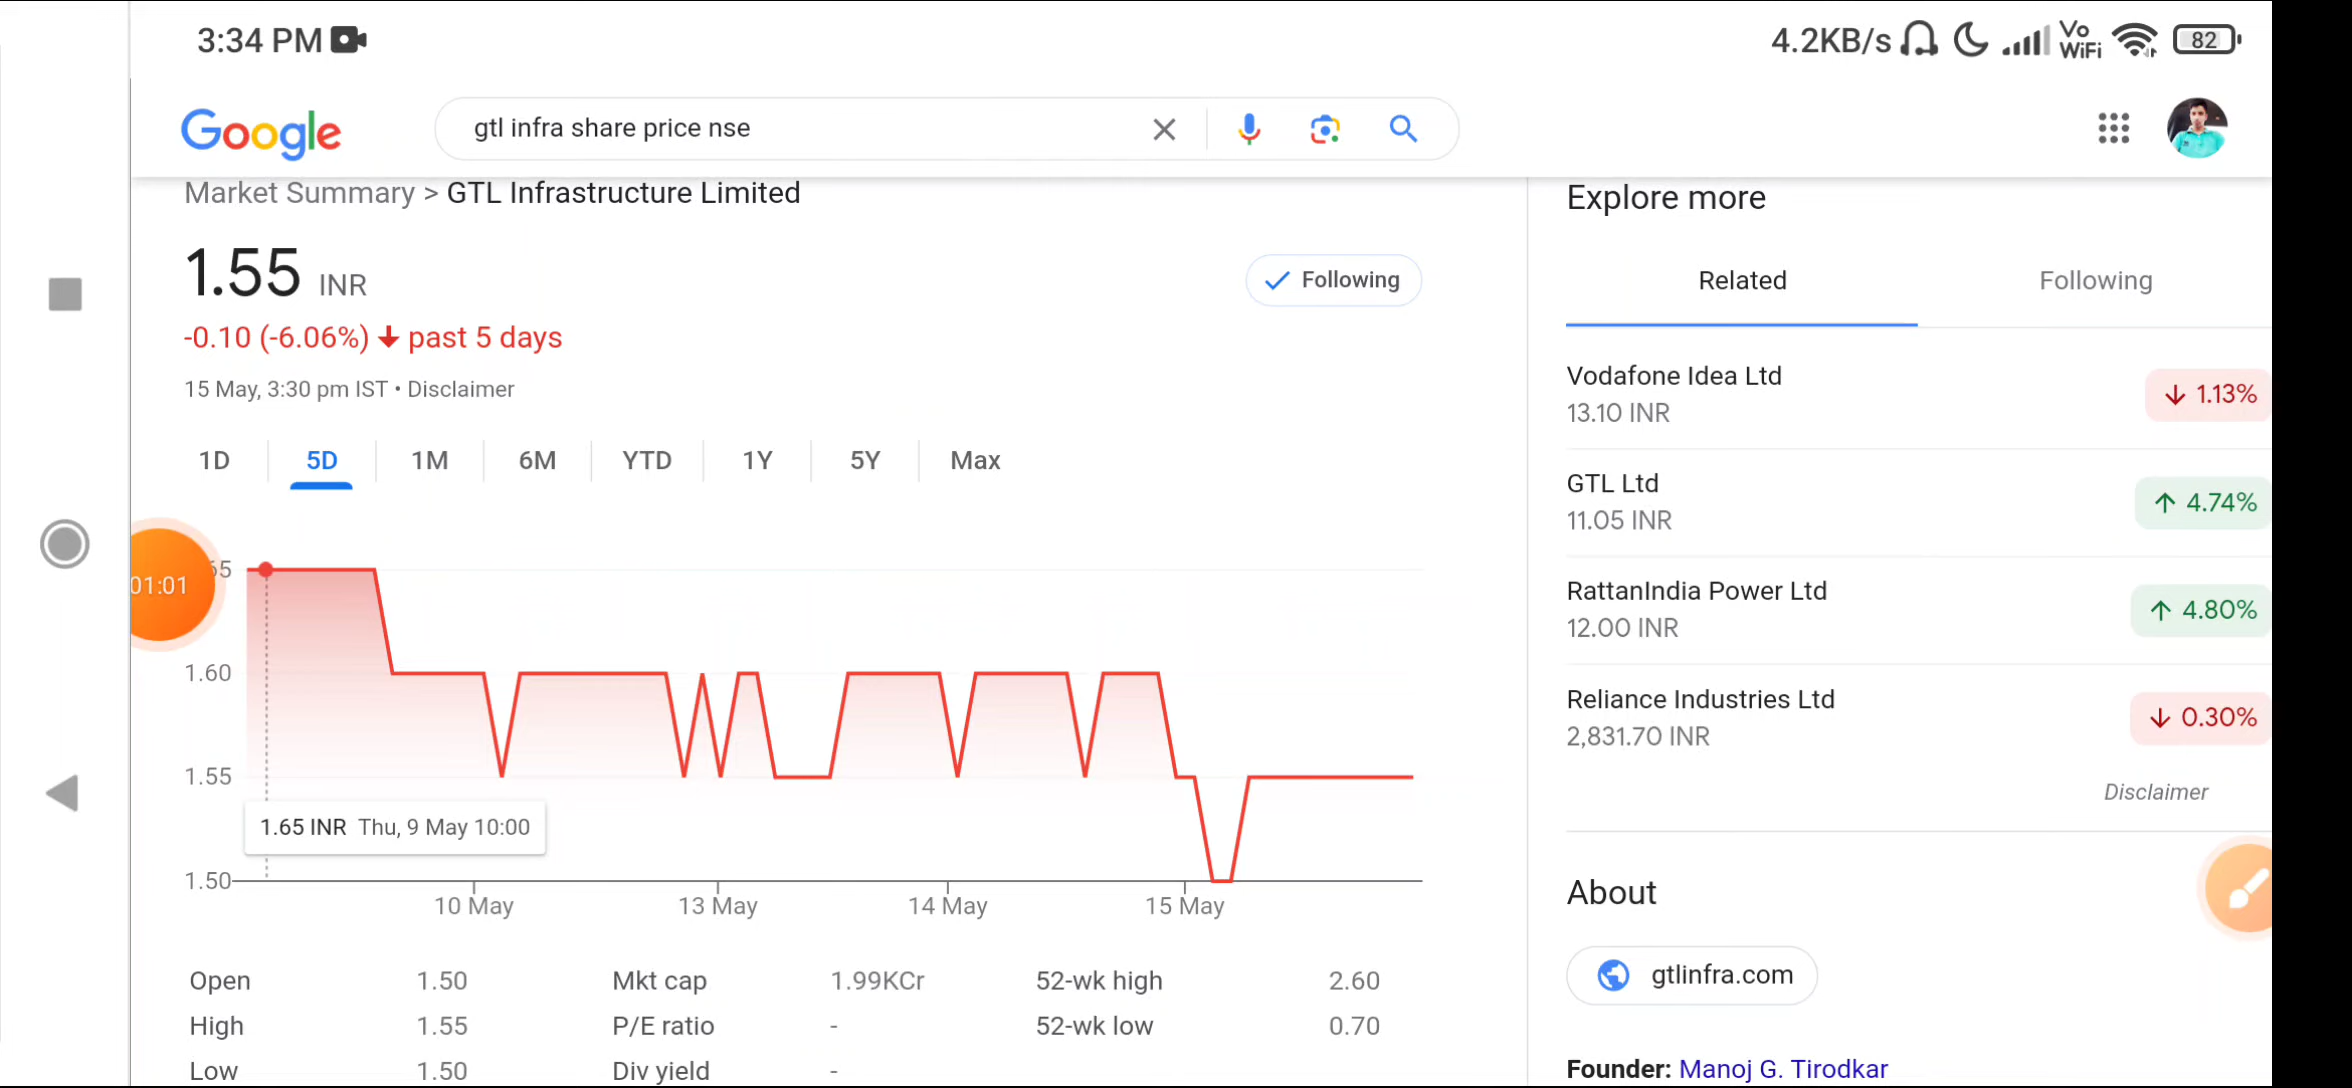 3:34 PM
4.2KB/s
Vo
WiFi
82
Google
gtl infra share price nse
Market Summary > GTL Infrastructure Limited
1.55 INR
Following
-0.10 (-6.06%) past 5 days
15 May, 3:30 pm IST • Disclaimer
1D 5D 1M 6M YTD 1Y 5Y Max
01:01
65
1.60
1.55
1.65 INR Thu, 9 May 10:00
1.50
10 May 13 May 14 May 15 May
Open 1.50 Mkt cap 1.99KCr 52-wk high 2.60
High 1.55 P/E ratio - 52-wk low 0.70
Low 1.50 Div yield -
Explore more
Related Following
Vodafone Idea Ltd
13.10 INR
1.13%
GTL Ltd
11.05 INR
4.74%
RattanIndia Power Ltd
12.00 INR
4.80%
Reliance Industries Ltd
2,831.70 INR
0.30%
Disclaimer
About
gtlinfra.com
Founder: Manoj G. Tirodkar